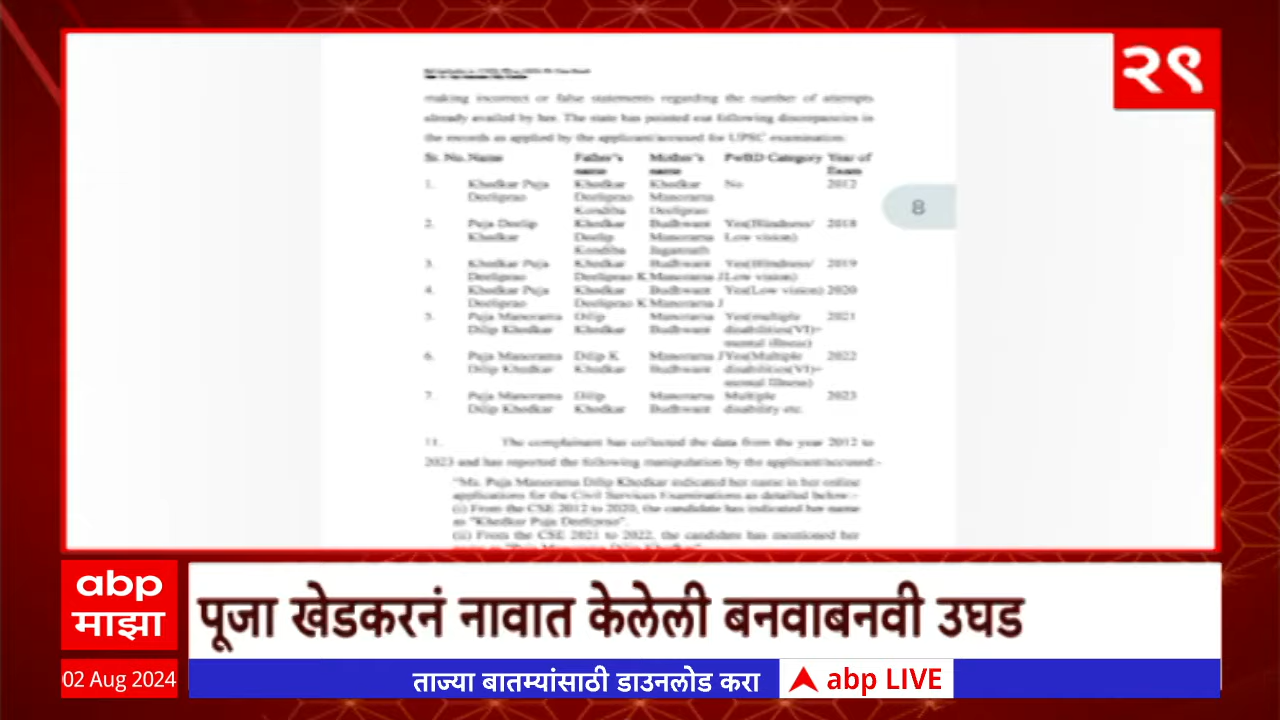 २९
making incorrect or false statements regarding the number of attempts
already availed by her. The state has pointed out following discrepancies in
the records as applied by the applicant/accused for UPSC examination:
Sr. No. Name Father's name Mother's name PwBD Category Year of Exam
1. Khedkar Puja Deeliprao Khedkar Deeliprao Kondiba Khedkar Manorama Deeliprao No 2012
2. Puja Deelip Khedkar Khedkar Deelip Kondiba Budhwant Manorama Jagannath Yes(Blindness/ Low vision) 2018
3. Khedkar Puja Deeliprao Khedkar Deeliprao K Budhwant Manorama J Yes(Blindness/ Low vision) 2019
4. Khedkar Puja Deeliprao Khedkar Deeliprao K Budhwant Manorama J Yes(Low vision) 2020
5. Puja Manorama Dilip Khedkar Dilip Khedkar Manorama Budhwant Yes(multiple disabilities(VI)+ mental illness) 2021
6. Puja Manorama Dilip Khedkar Dilip K Khedkar Manorama J Budhwant Yes(Multiple disabilities(VI)+ mental Illness) 2022
7. Puja Manorama Dilip Khedkar Dilip Khedkar Manorama Budhwant Multiple disability etc 2023
8
11. The complainant has collected the data from the year 2012 to
2023 and has reported the following manipulation by the applicant/accused:-
"Ms. Puja Manorama Dilip Khedkar indicated her name in her online
applications for the Civil Services Examinations as detailed below:-
(i) From the CSE 2012 to 2020, the candidate has indicated her name
as "Khedkar Puja Deeliprao".
(ii) From the CSE 2021 to 2022, the candidate has mentioned her
name as "Puja Manorama Dilip Khedkar"
abp
माझा
पूजा खेडकरनं नावात केलेली बनवाबनवी उघड
02 Aug 2024
ताज्या बातम्यांसाठी डाउनलोड करा abp LIVE